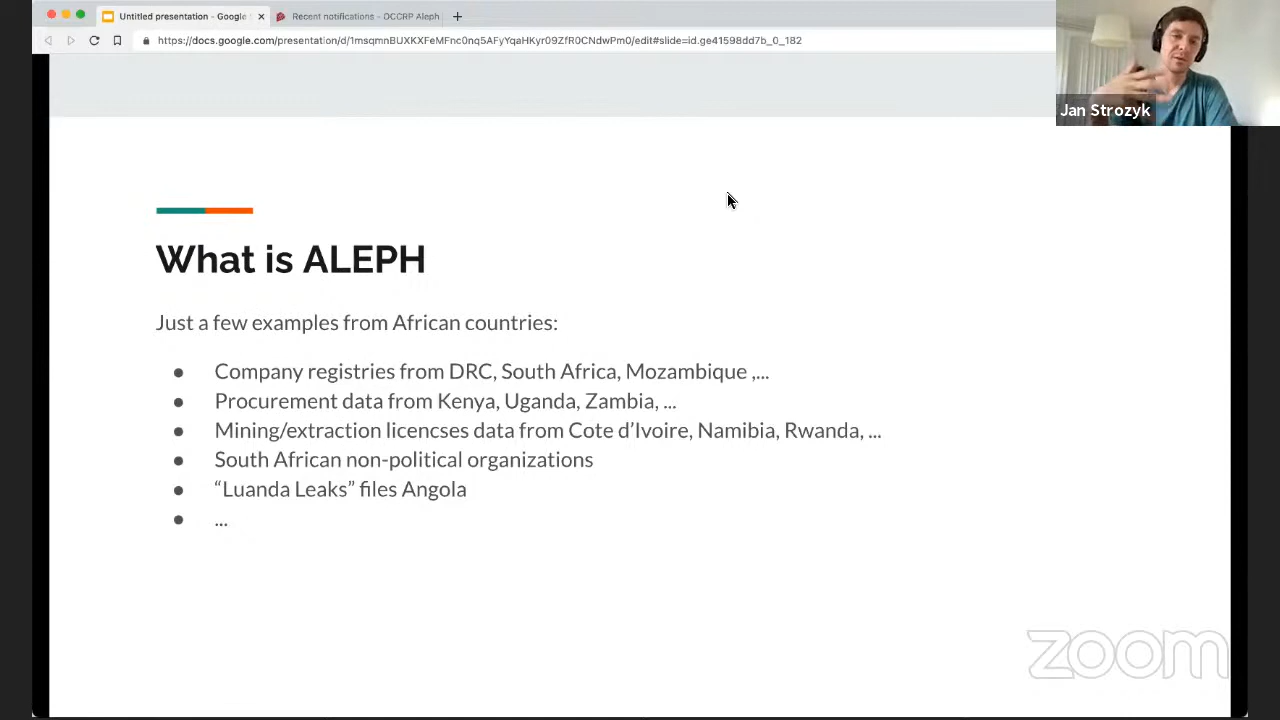 Untitled presentation - Google
Recent notifications - OCCRP Aleph
https://docs.google.com/presentation/d/1msqmnBUXKXFeMFnc0nq5AFyYqaHKyr09ZfR0CNdwPm0/edit#slide=id.ge41598dd7b_0_182
Jan Strozyk
What is ALEPH
Just a few examples from African countries:
● Company registries from DRC, South Africa, Mozambique ,...
● Procurement data from Kenya, Uganda, Zambia, ...
● Mining/extraction licencses data from Cote d’Ivoire, Namibia, Rwanda, ...
● South African non-political organizations
● “Luanda Leaks” files Angola
● ...
zoom